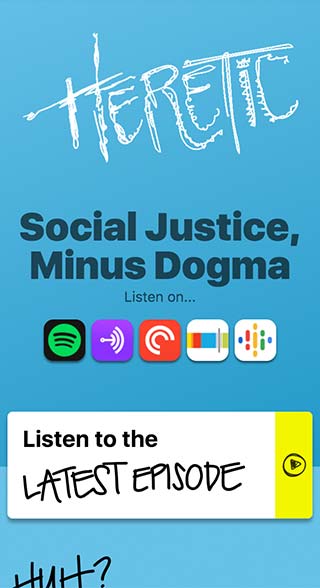 HERETIC
Social Justice,
Minus Dogma
Listen on...
Listen to the
LATEST EPISODE
HUH?